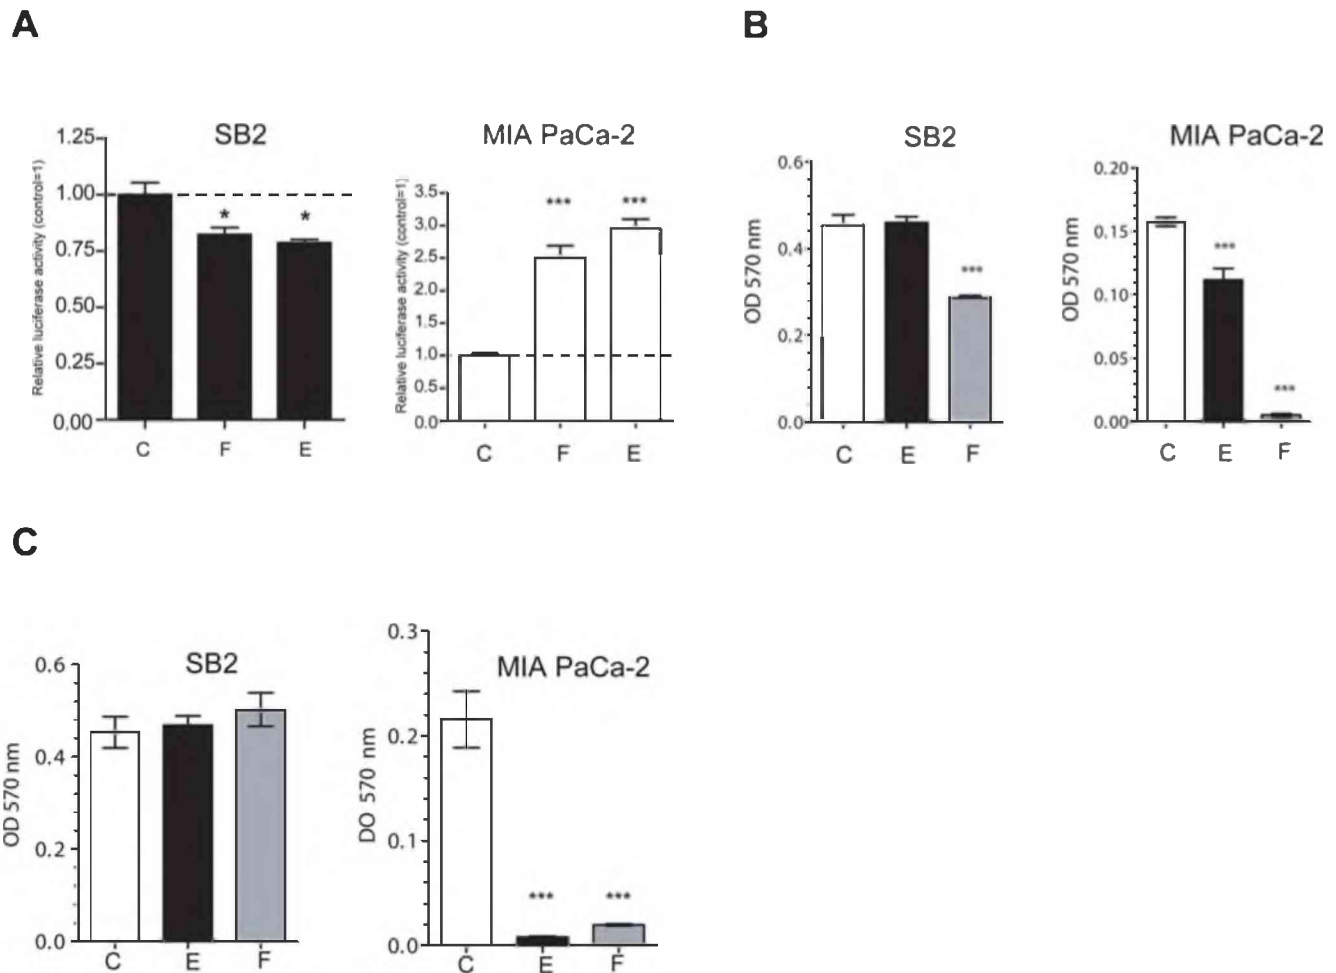 A
B
SB2
Relative luciferase activity (control=1)
1.25
1.00
0.75
0.50
0.25
0.00
*
*
C F E
MIA PaCa-2
Relative luciferase activity (control=1)
3.5
3.0
2.5
2.0
1.5
1.0
0.5
0.0
***
***
C F E
SB2
OD 570 nm
0.6
0.4
0.2
0.0
***
C E F
MIA PaCa-2
OD 570 nm
0.20
0.15
0.10
0.05
0.00
***
***
C E F
C
SB2
OD 570 nm
0.6
0.4
0.2
0.0
C E F
MIA PaCa-2
DO 570 nm
0.3
0.2
0.1
0.0
***
***
C E F